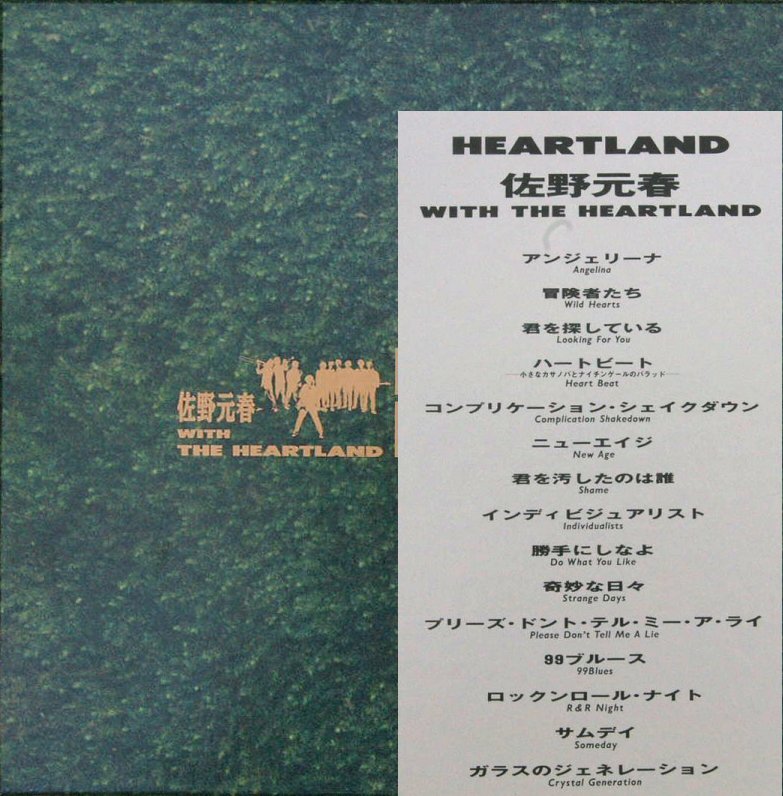 佐野元春
WITH
THE HEARTLAND
HEARTLAND
佐野元春
WITH THE HEARTLAND
アンジェリーナ
Angelina
冒険者たち
Wild Hearts
君を探している
Looking For You
ハートビート
—小さなカサノバとナイチンゲールのバラッド—
Heart Beat
コンプリケーション・シェイクダウン
Complication Shakedown
ニューエイジ
New Age
君を汚したのは誰
Shame
インディビジュアリスト
Individualists
勝手にしなよ
Do What You Like
奇妙な日々
Strange Days
プリーズ・ドント・テル・ミー・ア・ライ
Please Don't Tell Me A Lie
99ブルース
99Blues
ロックンロール・ナイト
R&R Night
サムデイ
Someday
ガラスのジェネレーション
Crystal Generation